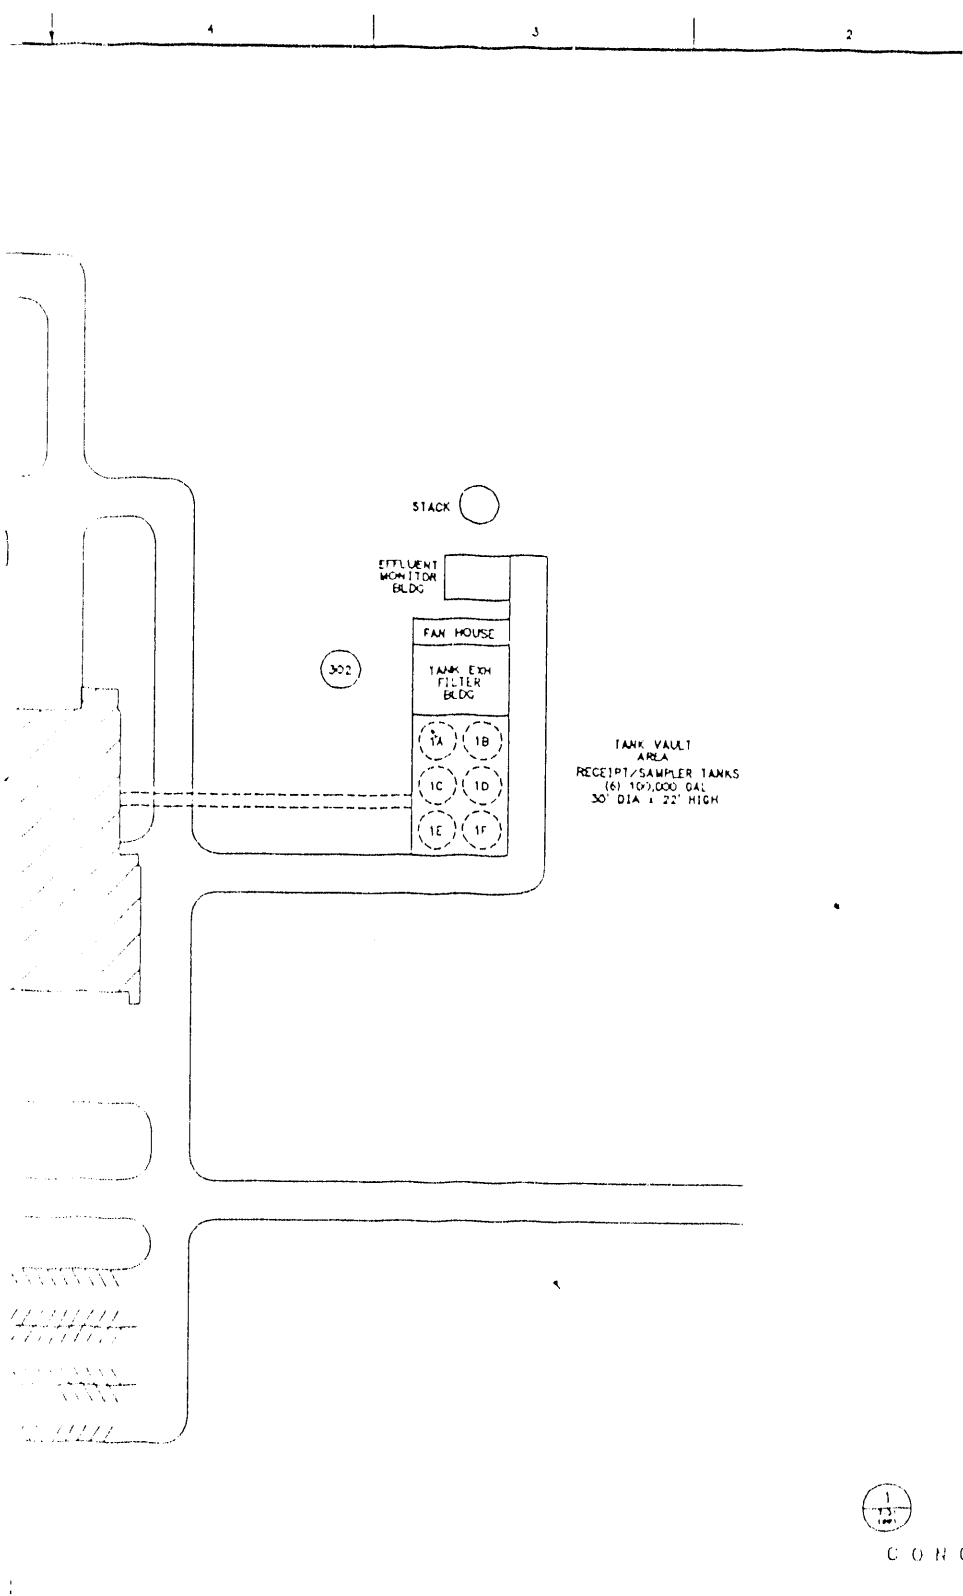 4 3 2
STACK
EFFLUENT
MONITOR
BLDG
FAN HOUSE
302
TANK EXH
FILTER
BLDG
1A 1B
1C 1D
1E 1F
TANK VAULT
AREA
RECEIPT/SAMPLER TANKS
(6) 100,000 GAL
30' DIA x 22' HIGH
1
C O N C